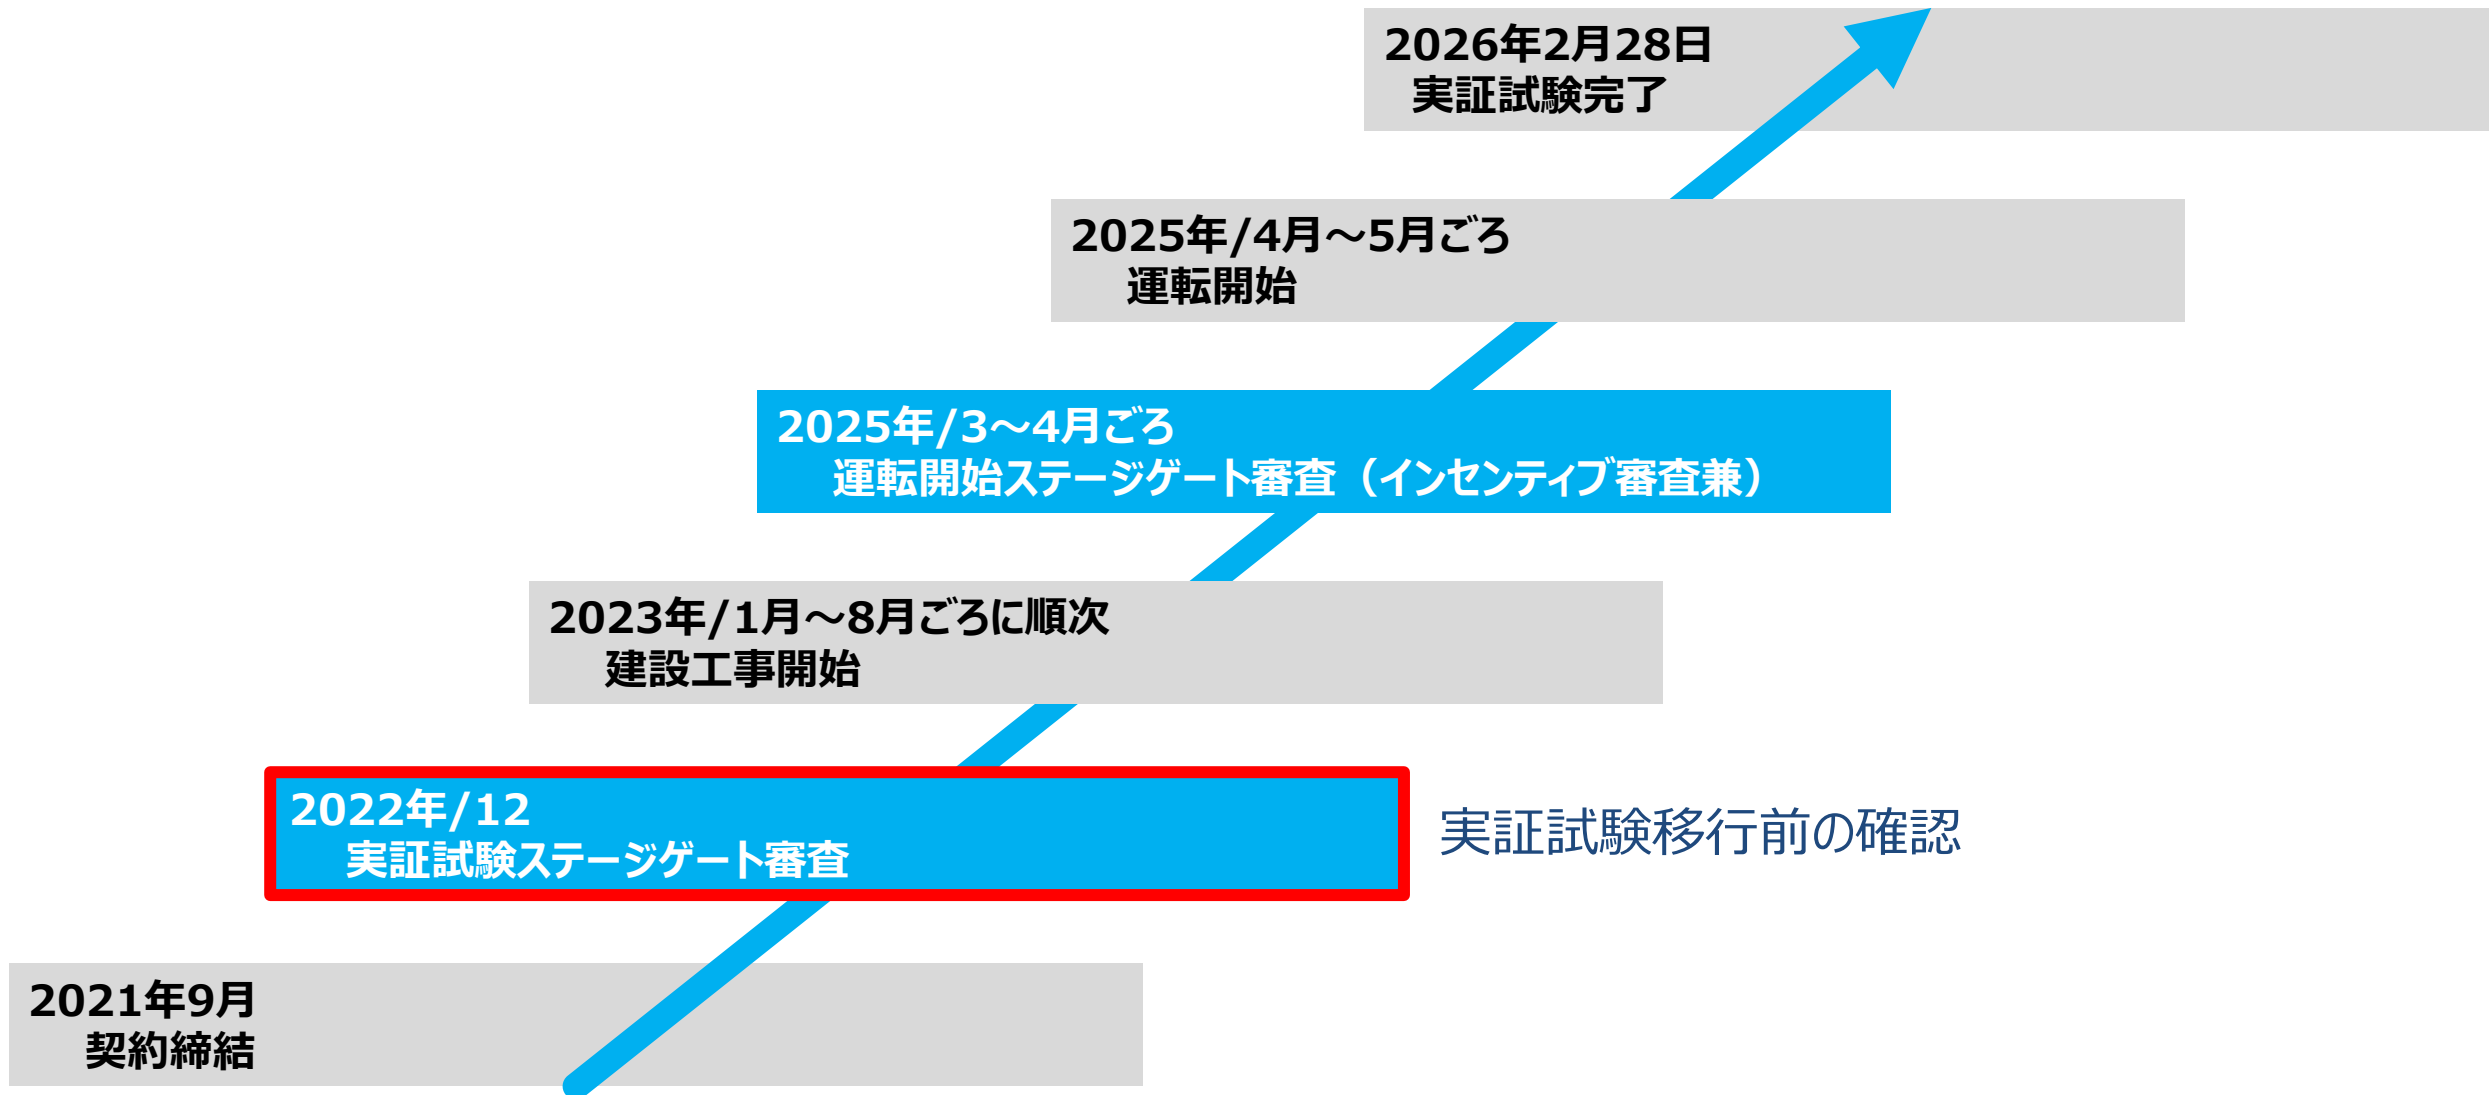 2026年2月28日
実証試験完了
2025年/4月～5月ごろ
運転開始
2025年/3～4月ごろ
運転開始ステージゲート審査（インセンティブ審査兼）
2023年/1月～8月ごろに順次
建設工事開始
2022年/12
実証試験ステージゲート審査
実証試験移行前の確認
2021年9月
契約締結